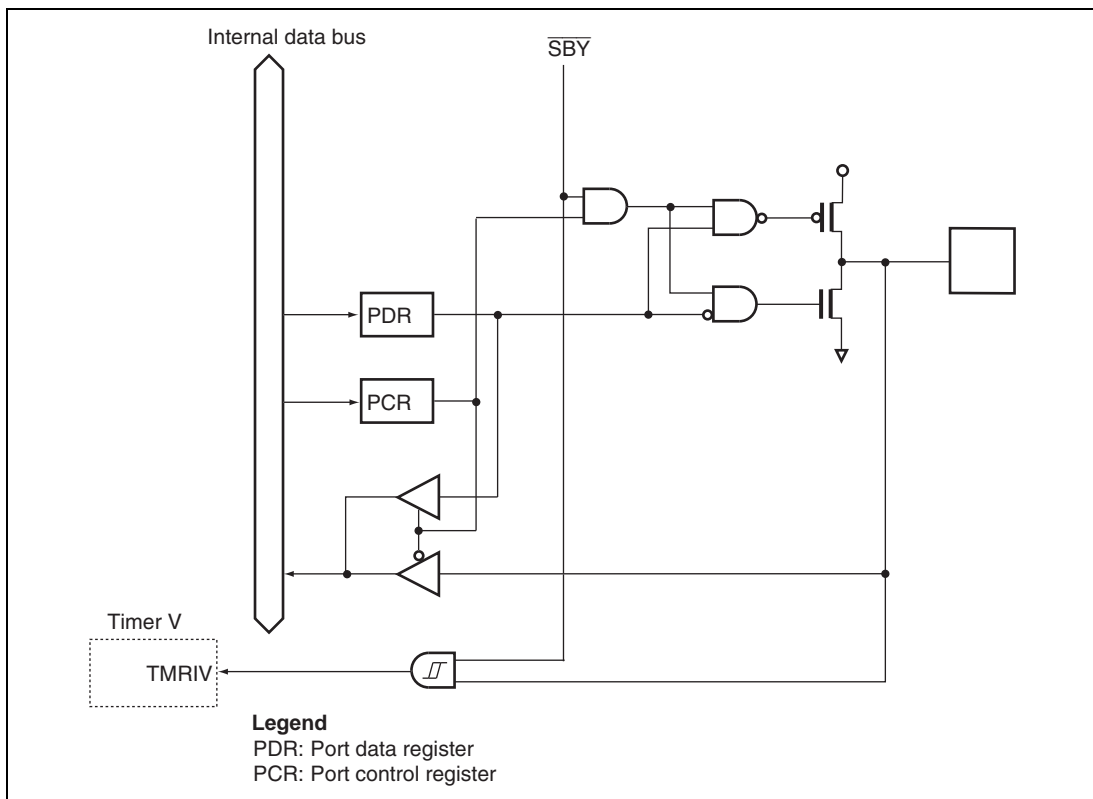 Internal data bus
SBY
PDR
PCR
Timer V
TMRIV
Legend
PDR: Port data register
PCR: Port control register